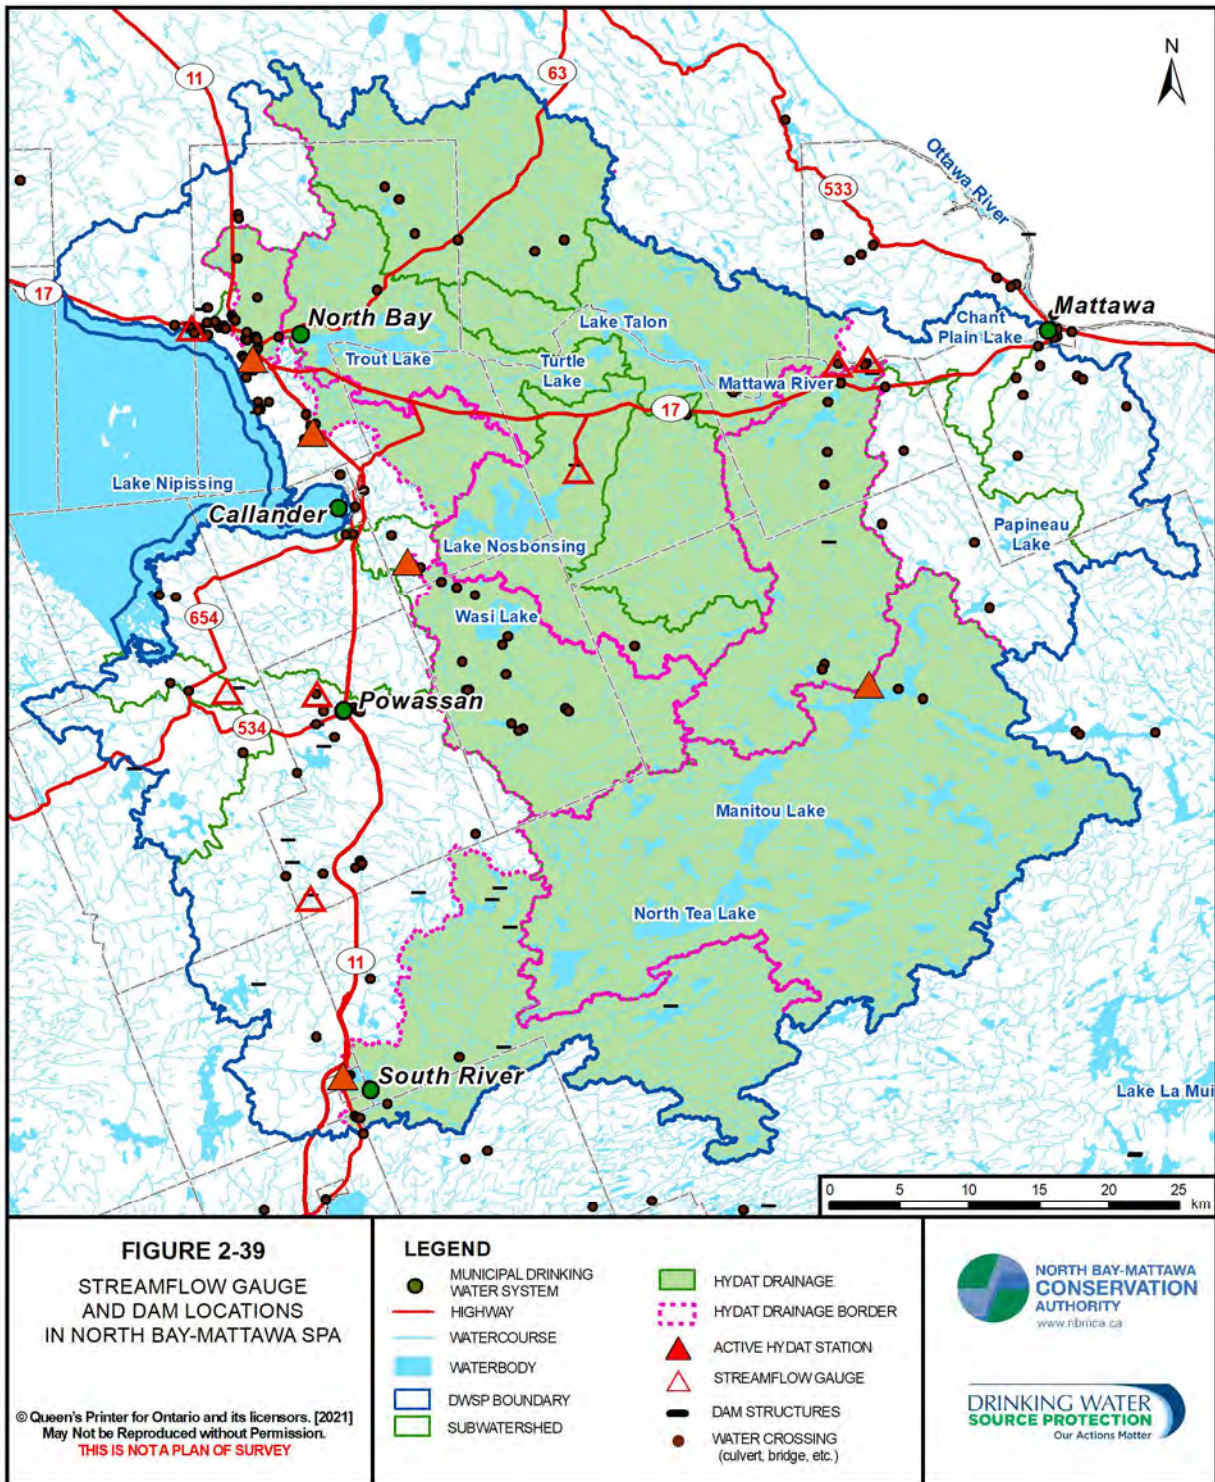 N
11
63
533
Ottawa River
17
North Bay
Mattawa
Lake Talon
Chant
Plain Lake
Trout Lake
Turtle
Lake
Mattawa River
17
Lake Nipissing
Callander
Papineau
Lake
Lake Nosbonsing
654
Wasi Lake
Powassan
534
Manitou Lake
North Tea Lake
11
South River
Lake La Mui
0 5 10 15 20 25
km
FIGURE 2-39
STREAMFLOW GAUGE
AND DAM LOCATIONS
IN NORTH BAY-MATTAWA SPA
© Queen's Printer for Ontario and its licensors. [2021]
May Not be Reproduced without Permission.
THIS IS NOT A PLAN OF SURVEY
LEGEND
MUNICIPAL DRINKING
WATER SYSTEM
HIGHWAY
WATERCOURSE
WATERBODY
DWSP BOUNDARY
SUBWATERSHED
HYDAT DRAINAGE
HYDAT DRAINAGE BORDER
ACTIVE HYDAT STATION
STREAMFLOW GAUGE
DAM STRUCTURES
WATER CROSSING
(culvert, bridge, etc.)
NORTH BAY-MATTAWA
CONSERVATION
AUTHORITY
www.nbmca.ca
DRINKING WATER
SOURCE PROTECTION
Our Actions Matter